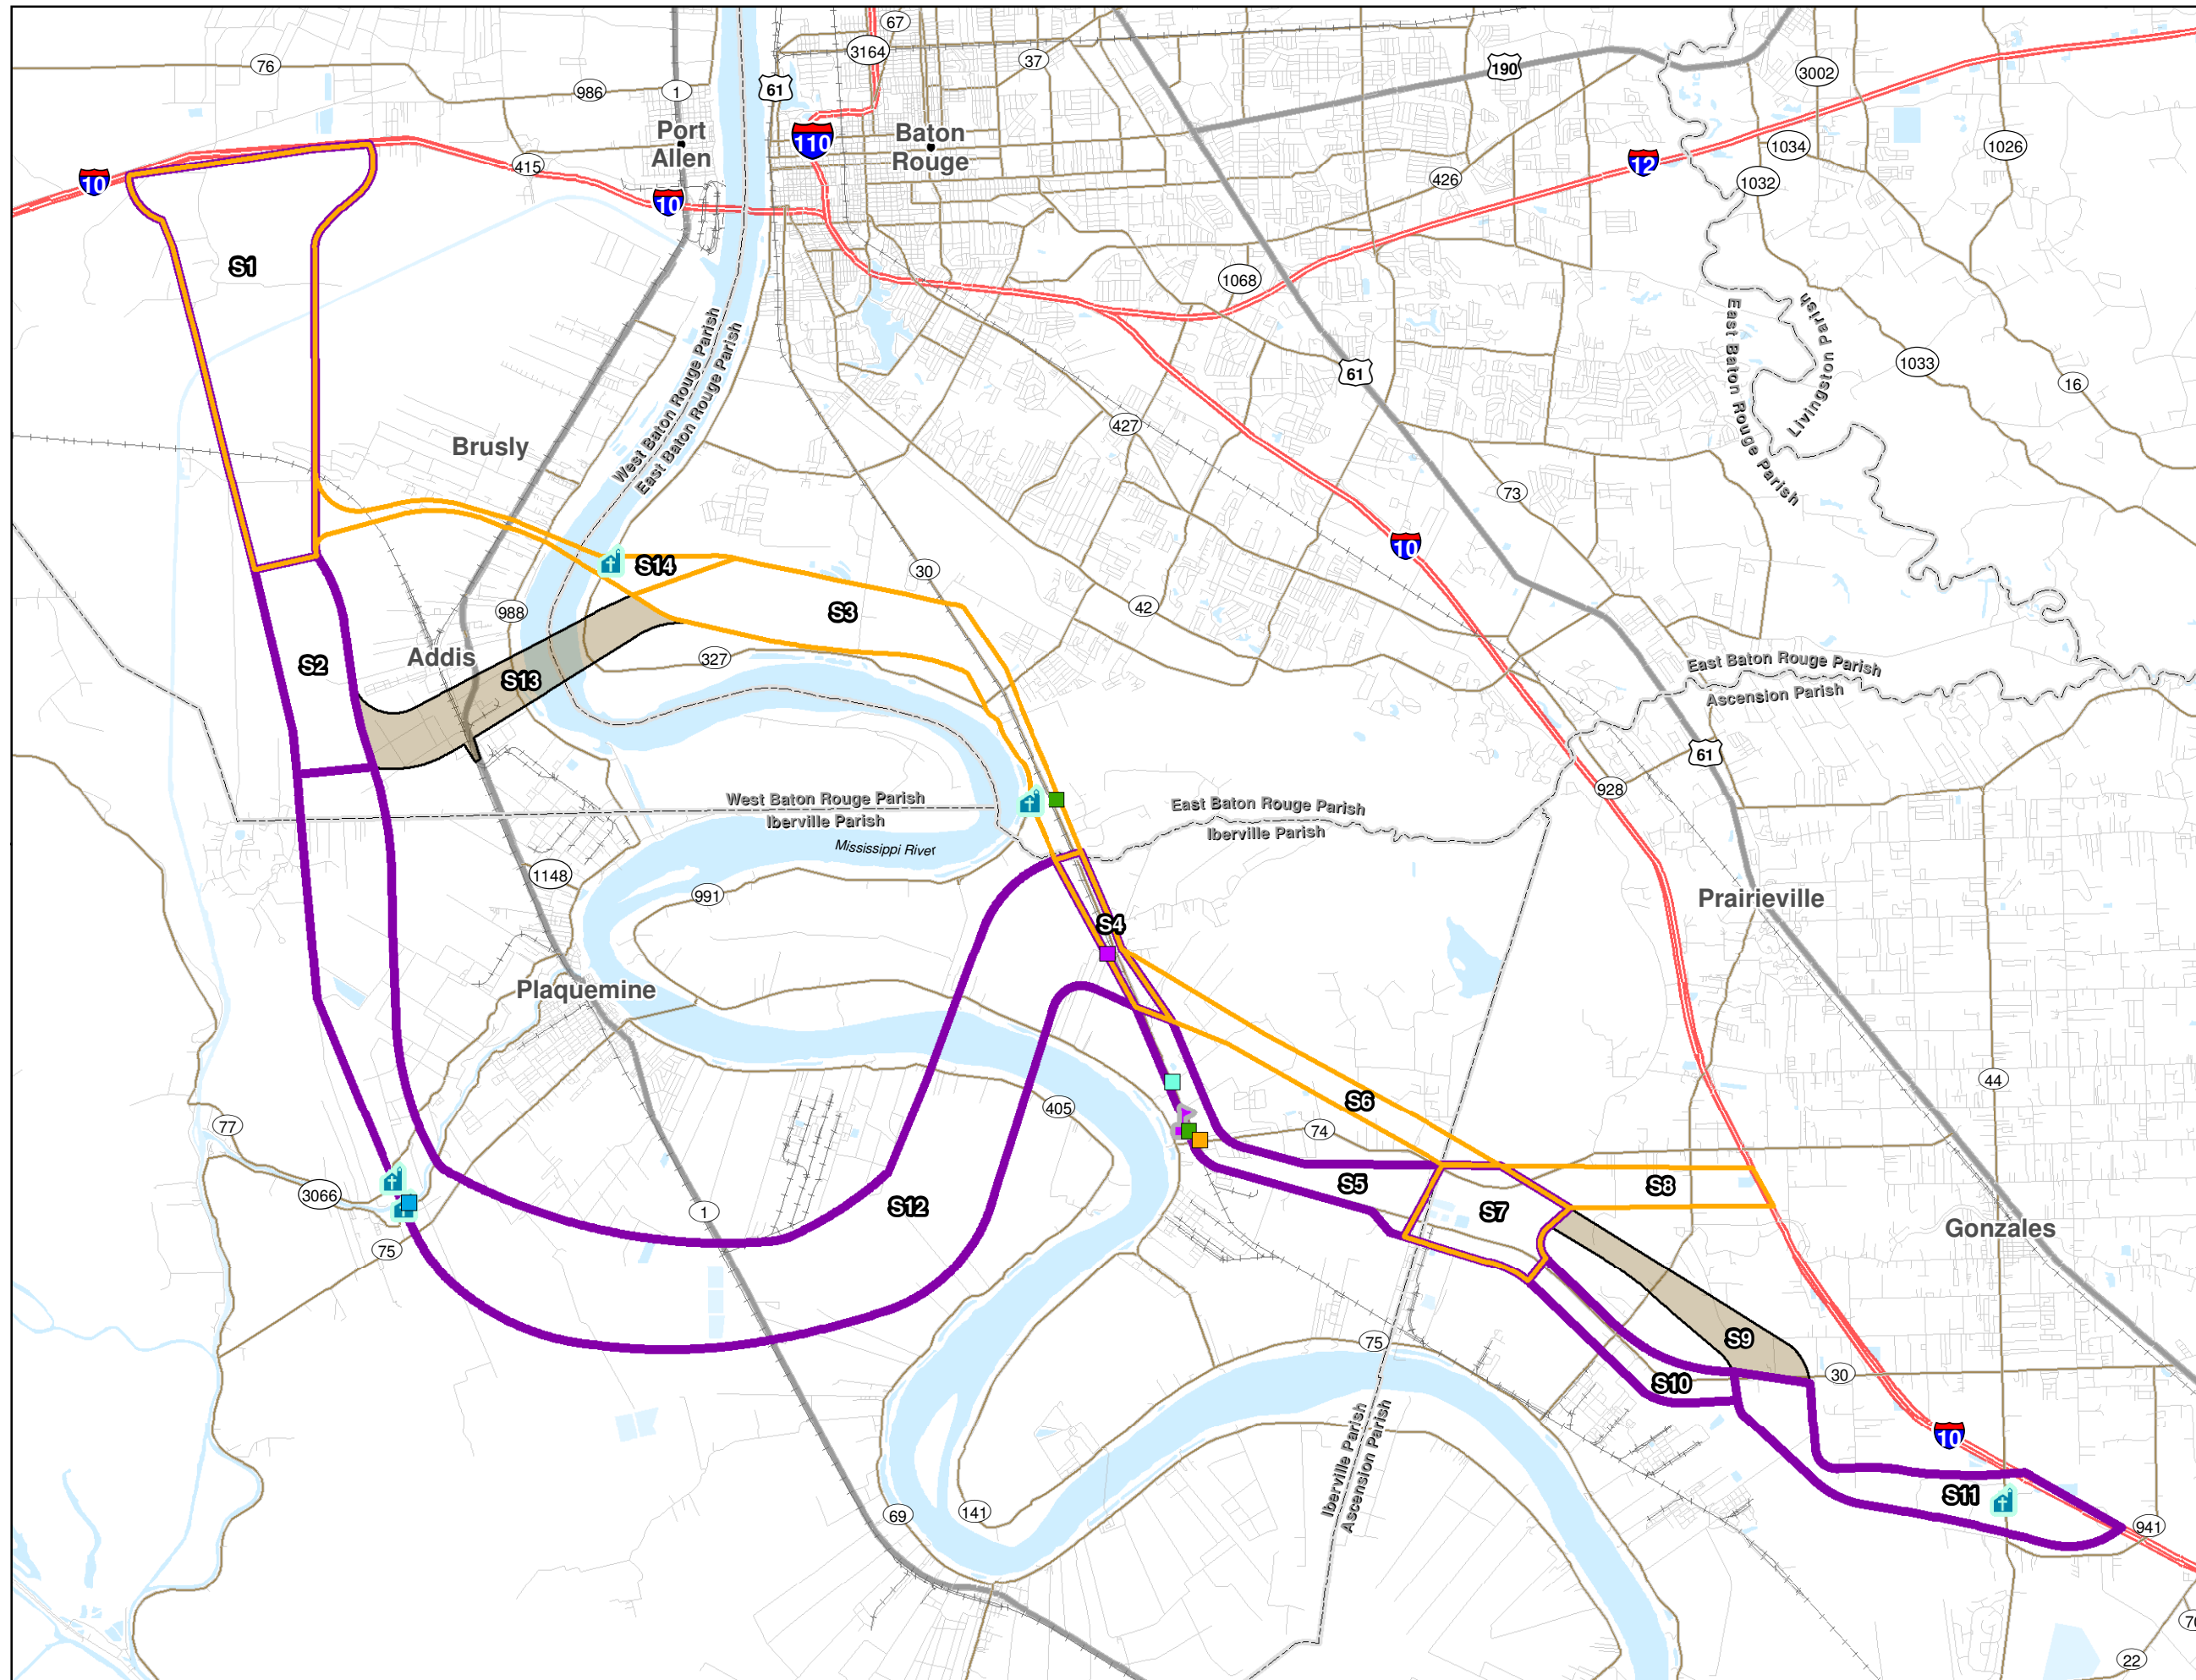 67
3164
37
76
190
3002
61
986
1
110
Port
Allen
Baton
Rouge
1034
1026
415
12
10
426
1032
10
S1
1068
West Baton Rouge Parish
East Baton Rouge Parish
East Baton Rouge Parish
Livingston Parish
61
1033
16
427
Brusly
73
10
S14
30
988
S3
42
327
Addis
S2
S13
East Baton Rouge Parish
Ascension Parish
61
928
West Baton Rouge Parish
Iberville Parish
East Baton Rouge Parish
Iberville Parish
Mississippi River
1148
991
Prairieville
S4
Plaquemine
44
S6
405
77
74
3066
S5
S8
S7
S12
1
75
Gonzales
75
S9
30
S10
10
Iberville Parish
Ascension Parish
S11
69
141
941
22